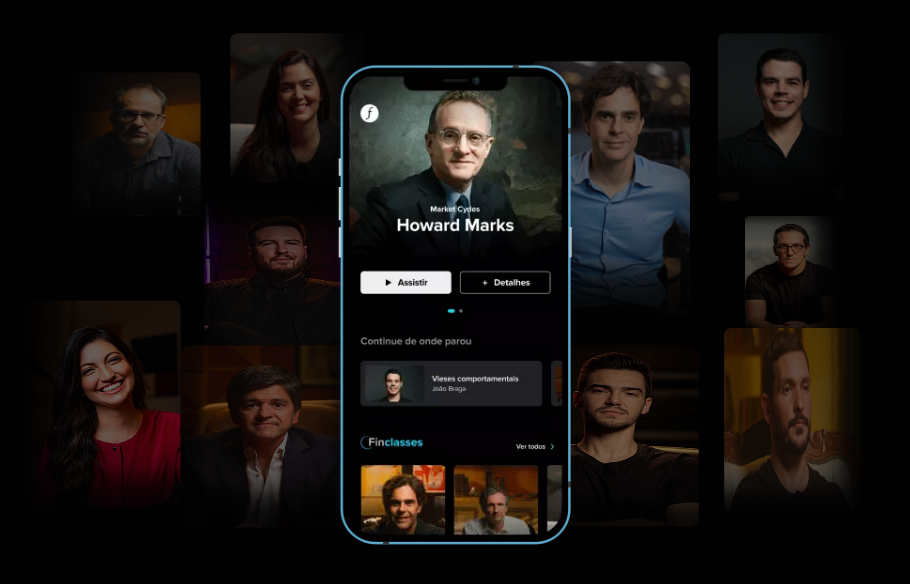 f
Market Cycles
Howard Marks
Assistir
+ Detalhes
Continue de onde parou
Vieses comportamentais
João Braga
Finclasses
Ver todos >